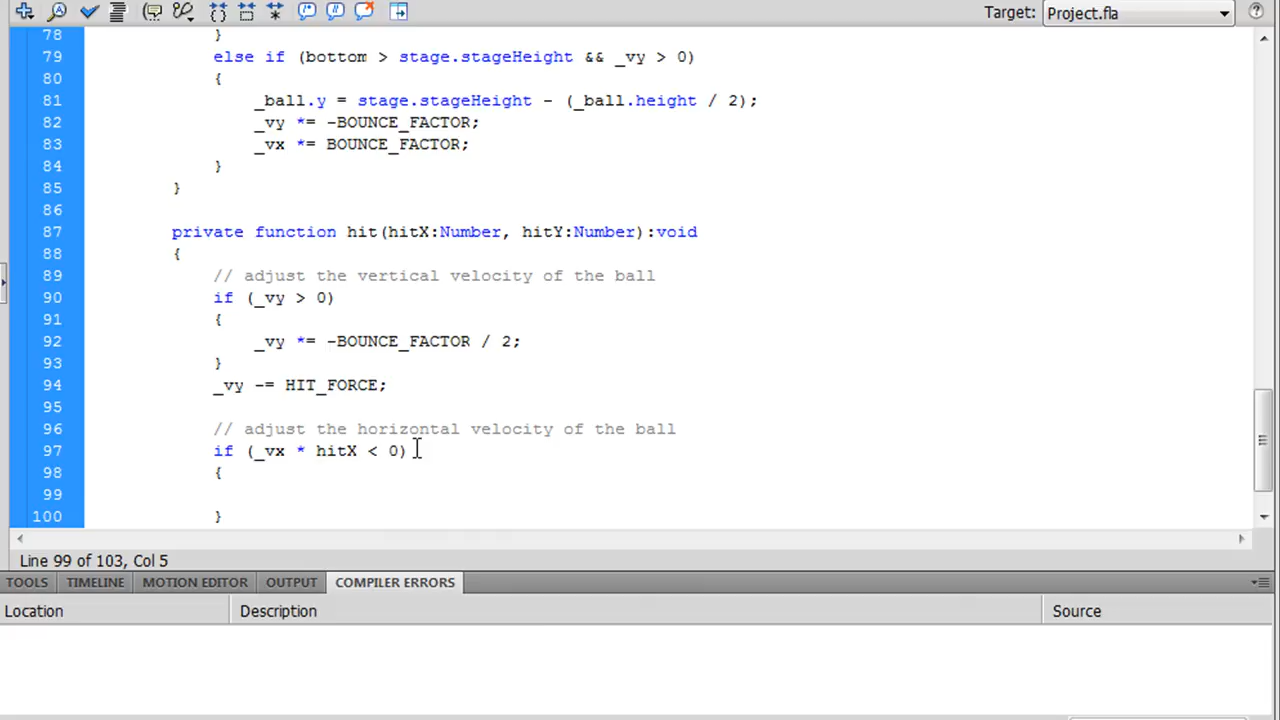 Target: Project.fla
78 }
79 else if (bottom > stage.stageHeight && _vy > 0)
80 {
81 _ball.y = stage.stageHeight - (_ball.height / 2);
82 _vy *= -BOUNCE_FACTOR;
83 _vx *= BOUNCE_FACTOR;
84 }
85 }
86
87 private function hit(hitX:Number, hitY:Number):void
88 {
89 // adjust the vertical velocity of the ball
90 if (_vy > 0)
91 {
92 _vy *= -BOUNCE_FACTOR / 2;
93 }
94 _vy -= HIT_FORCE;
95
96 // adjust the horizontal velocity of the ball
97 if (_vx * hitX < 0)
98 {
99
100 }
Line 99 of 103, Col 5
TOOLS TIMELINE MOTION EDITOR OUTPUT COMPILER ERRORS
Location Description Source